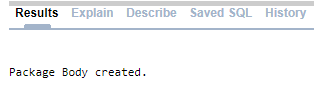 Results Explain Describe Saved SQL History
Package Body created.